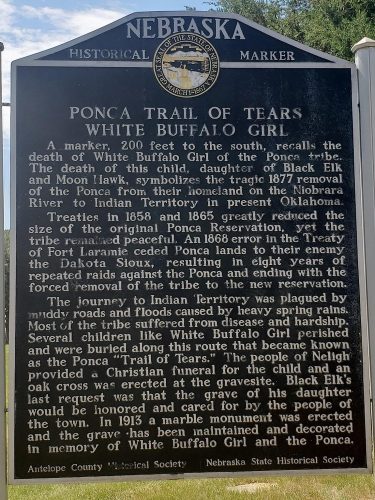 NEBRASKA
HISTORICAL MARKER
SEAL OF THE STATE OF NEBRASKA
MARCH 1ST 1867
PONCA TRAIL OF TEARS
WHITE BUFFALO GIRL
A marker, 200 feet to the south, recalls the
death of White Buffalo Girl of the Ponca tribe.
The death of this child, daughter of Black Elk
and Moon Hawk, symbolizes the tragic 1877 removal
of the Ponca from their homeland on the Niobrara
River to Indian Territory in present Oklahoma.
Treaties in 1858 and 1865 greatly reduced the
size of the original Ponca Reservation, yet the
tribe remained peaceful. An 1868 error in the Treaty
of Fort Laramie ceded Ponca lands to their enemy
the Dakota Sioux, resulting in eight years of
repeated raids against the Ponca and ending with the
forced removal of the tribe to the new reservation.
The journey to Indian Territory was plagued by
muddy roads and floods caused by heavy spring rains.
Most of the tribe suffered from disease and hardship.
Several children like White Buffalo Girl perished
and were buried along this route that became known
as the Ponca "Trail of Tears." The people of Neligh
provided a Christian funeral for the child and an
oak cross was erected at the gravesite. Black Elk's
last request was that the grave of his daughter
would be honored and cared for by the people of
the town. In 1913 a marble monument was erected
and the grave has been maintained and decorated
in memory of White Buffalo Girl and the Ponca.
Antelope County Historical Society Nebraska State Historical Society